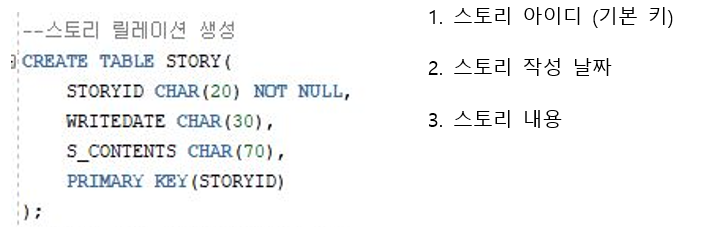 --스토리 릴레이션 생성
CREATE TABLE STORY(
STORYID CHAR(20) NOT NULL,
WRITEDATE CHAR(30),
S_CONTENTS CHAR(70),
PRIMARY KEY(STORYID)
);
1. 스토리 아이디 (기본 키)
2. 스토리 작성 날짜
3. 스토리 내용